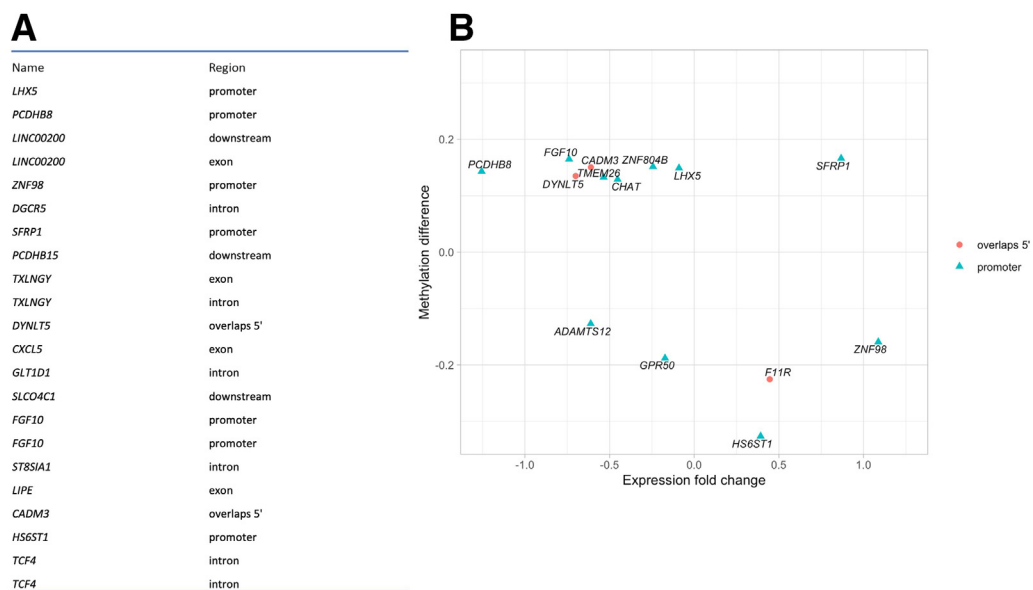 A
Name Region
LHX5 promoter
PCDHB8 promoter
LINC00200 downstream
LINC00200 exon
ZNF98 promoter
DGCR5 intron
SFRP1 promoter
PCDHB15 downstream
TXLNGY exon
TXLNGY intron
DYNLT5 overlaps 5'
CXCL5 exon
GLT1D1 intron
SLCO4C1 downstream
FGF10 promoter
FGF10 promoter
ST8SIA1 intron
LIPE exon
CADM3 overlaps 5'
HS6ST1 promoter
TCF4 intron
TCF4 intron
B
Methylation difference
0.2
0.0
-0.2
PCDHB8
FGF10
CADM3
ZNF804B
TMEM26
DYNLT5
CHAT
LHX5
SFRP1
ADAMTS12
GPR50
ZNF98
F11R
HS6ST1
-1.0 -0.5 0.0 0.5 1.0
Expression fold change
overlaps 5'
promoter